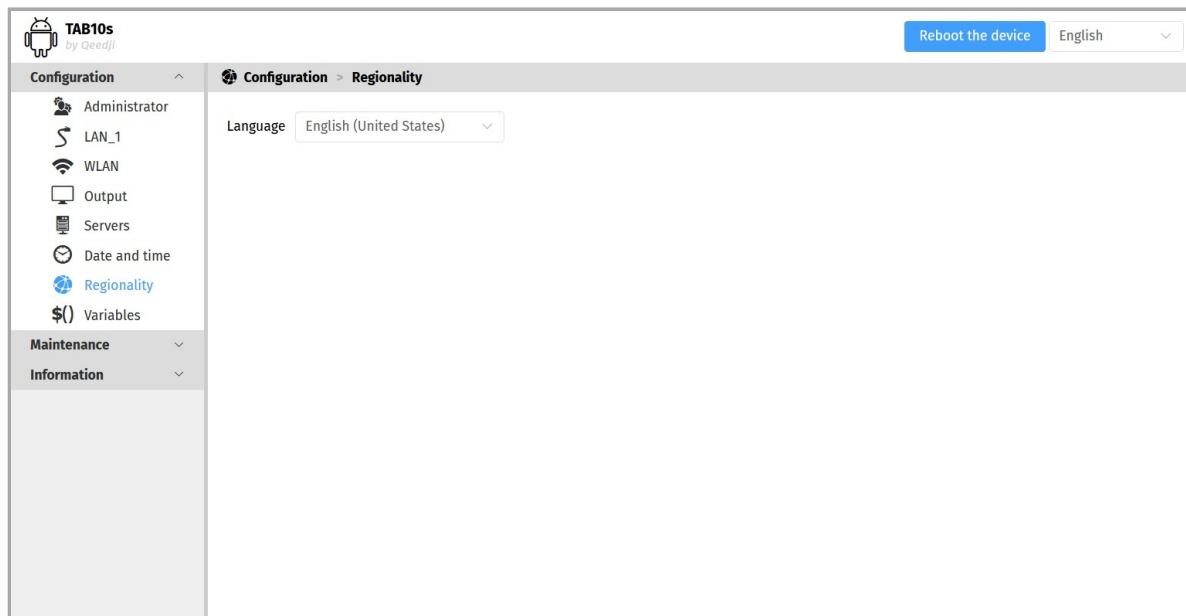 TAB10s
by Qeedji
Reboot the device
English
Configuration
Administrator
LAN_1
WLAN
Output
Servers
Date and time
Regionality
$() Variables
Maintenance
Information
Configuration > Regionality
Language English (United States)